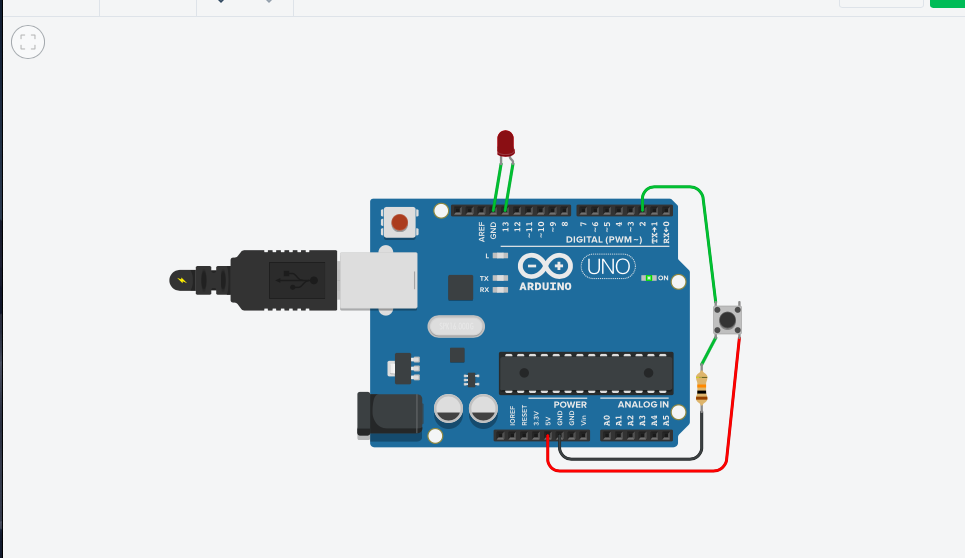 AREF
GND
13
12
~11
~10
~9
8
7
~6
~5
4
~3
2
TX→1
RX←0
DIGITAL (PWM~)
L
TX
RX
ARDUINO
UNO
ON
POWER
ANALOG IN
IOREF
RESET
3.3V
5V
GND
GND
Vin
A0
A1
A2
A3
A4
A5